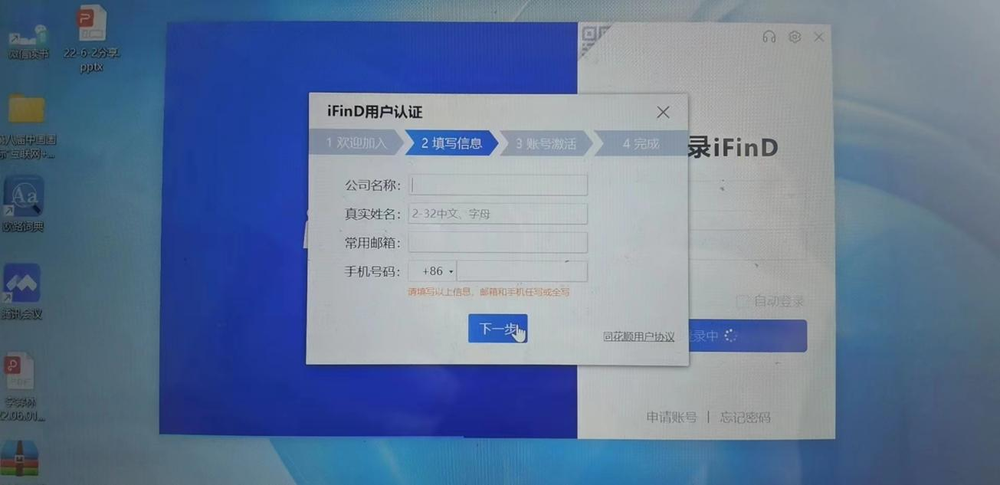 微信读书
22-6-2分享.
pptx
第八届中国国
际"互联网+...
欧路词典
腾讯会议
PDF
2.06.01...
录iFinD
自动登录
登录中
申请账号 | 忘记密码
iFinD用户认证
1 欢迎加入
2 填写信息
3 账号激活
4 完成
公司名称：
真实姓名： 2-32中文、字母
常用邮箱：
手机号码： +86
请填写以上信息，邮箱和手机任写或全写
下一步
同花顺用户协议